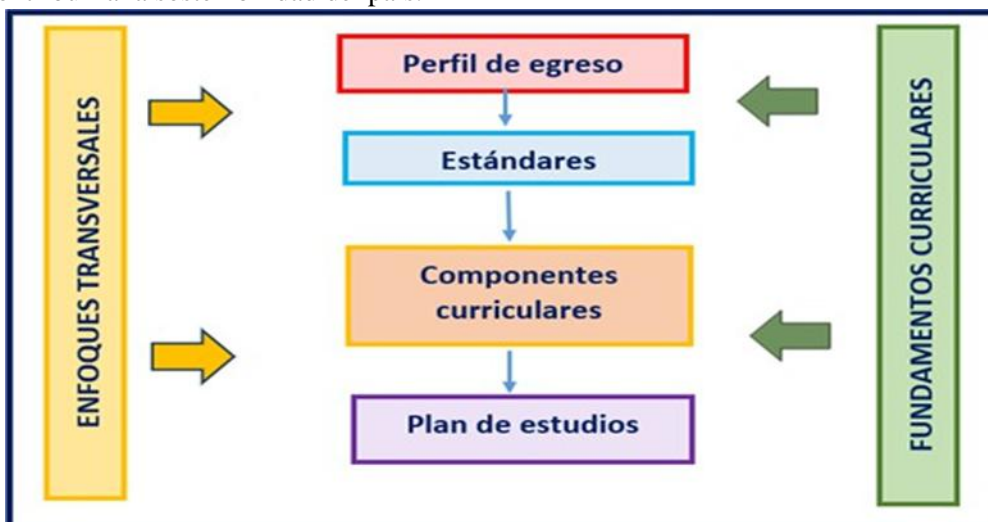 Perfil de egreso
Estándares
Componentes
curriculares
Plan de estudios
ENFOQUES TRANSVERSALES
FUNDAMENTOS CURRICULARES